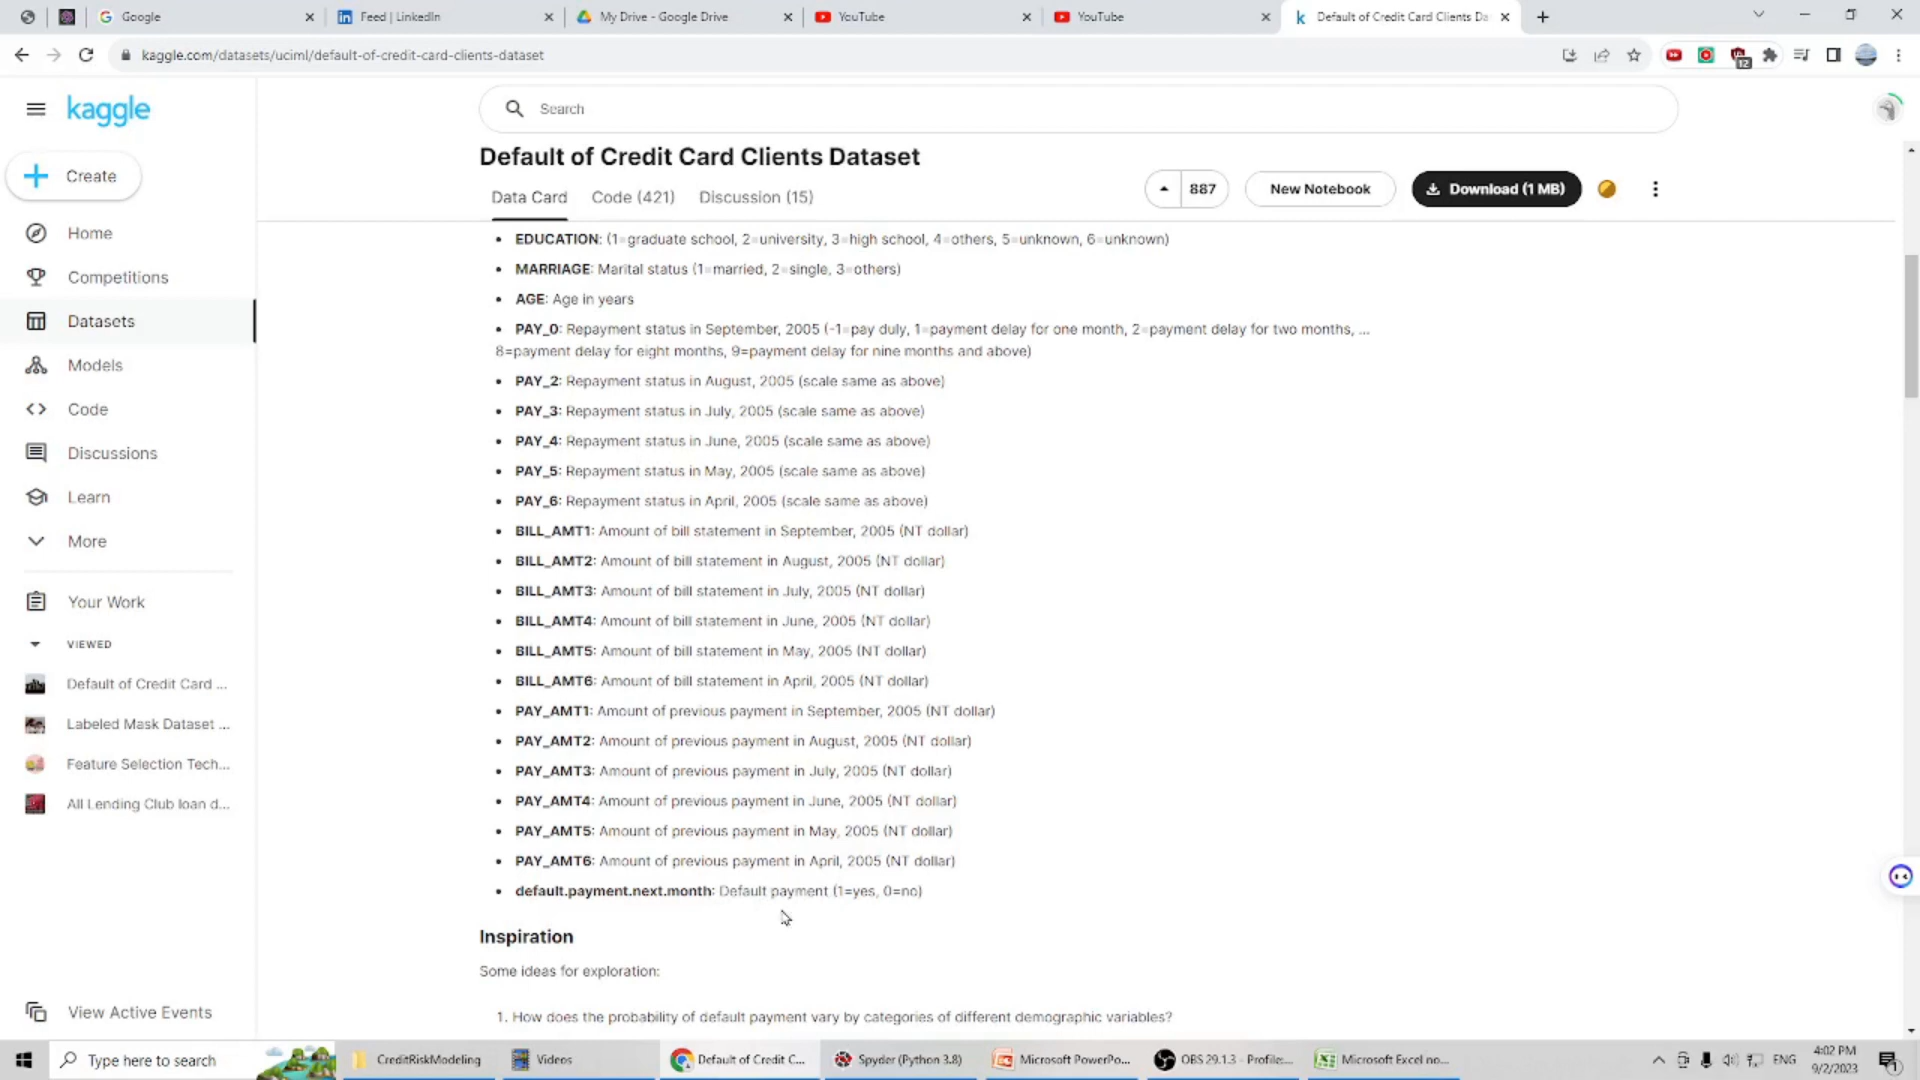 Google
Feed | LinkedIn
My Drive - Google Drive
YouTube
YouTube
Default of Credit Card Clients Da
kaggle.com/datasets/uciml/default-of-credit-card-clients-dataset
12
kaggle
Search
Create
Home
Competitions
Datasets
Models
Code
Discussions
Learn
More
Your Work
VIEWED
Default of Credit Card ...
Labeled Mask Dataset ...
Feature Selection Tech...
All Lending Club loan d...
View Active Events
Default of Credit Card Clients Dataset
Data Card
Code (421)
Discussion (15)
887
New Notebook
Download (1 MB)
• EDUCATION: (1=graduate school, 2=university, 3=high school, 4=others, 5=unknown, 6=unknown)
• MARRIAGE: Marital status (1=married, 2=single, 3=others)
• AGE: Age in years
• PAY_0: Repayment status in September, 2005 (-1=pay duly, 1=payment delay for one month, 2=payment delay for two months, ...
8=payment delay for eight months, 9=payment delay for nine months and above)
• PAY_2: Repayment status in August, 2005 (scale same as above)
• PAY_3: Repayment status in July, 2005 (scale same as above)
• PAY_4: Repayment status in June, 2005 (scale same as above)
• PAY_5: Repayment status in May, 2005 (scale same as above)
• PAY_6: Repayment status in April, 2005 (scale same as above)
• BILL_AMT1: Amount of bill statement in September, 2005 (NT dollar)
• BILL_AMT2: Amount of bill statement in August, 2005 (NT dollar)
• BILL_AMT3: Amount of bill statement in July, 2005 (NT dollar)
• BILL_AMT4: Amount of bill statement in June, 2005 (NT dollar)
• BILL_AMT5: Amount of bill statement in May, 2005 (NT dollar)
• BILL_AMT6: Amount of bill statement in April, 2005 (NT dollar)
• PAY_AMT1: Amount of previous payment in September, 2005 (NT dollar)
• PAY_AMT2: Amount of previous payment in August, 2005 (NT dollar)
• PAY_AMT3: Amount of previous payment in July, 2005 (NT dollar)
• PAY_AMT4: Amount of previous payment in June, 2005 (NT dollar)
• PAY_AMT5: Amount of previous payment in May, 2005 (NT dollar)
• PAY_AMT6: Amount of previous payment in April, 2005 (NT dollar)
• default.payment.next.month: Default payment (1=yes, 0=no)
Inspiration
Some ideas for exploration:
1. How does the probability of default payment vary by categories of different demographic variables?
Type here to search
CreditRiskModeling
Videos
Default of Credit C...
Spyder (Python 3.8)
Microsoft PowerPo...
OBS 29.1.3 - Profile:...
Microsoft Excel no...
ENG
4:02 PM
9/2/2023
1